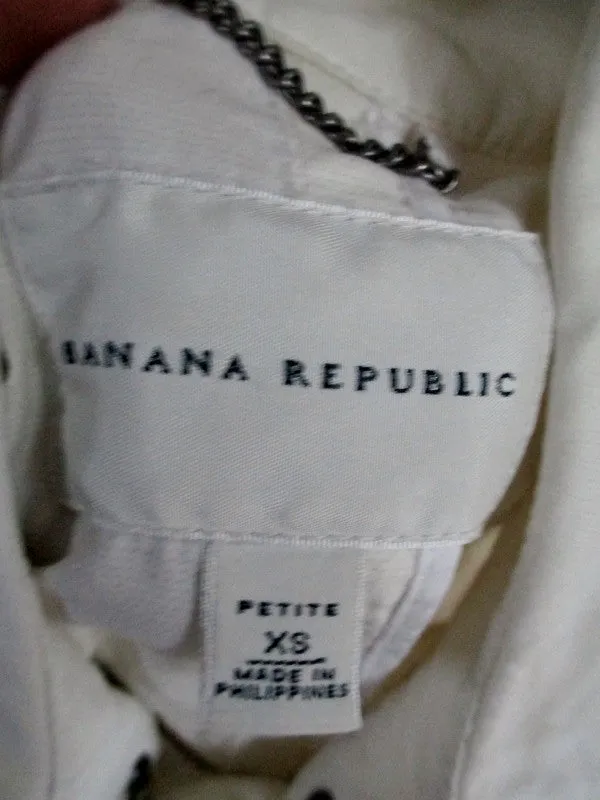 BANANA REPUBLIC
PETITE
XS
MADE IN
PHILIPPINES